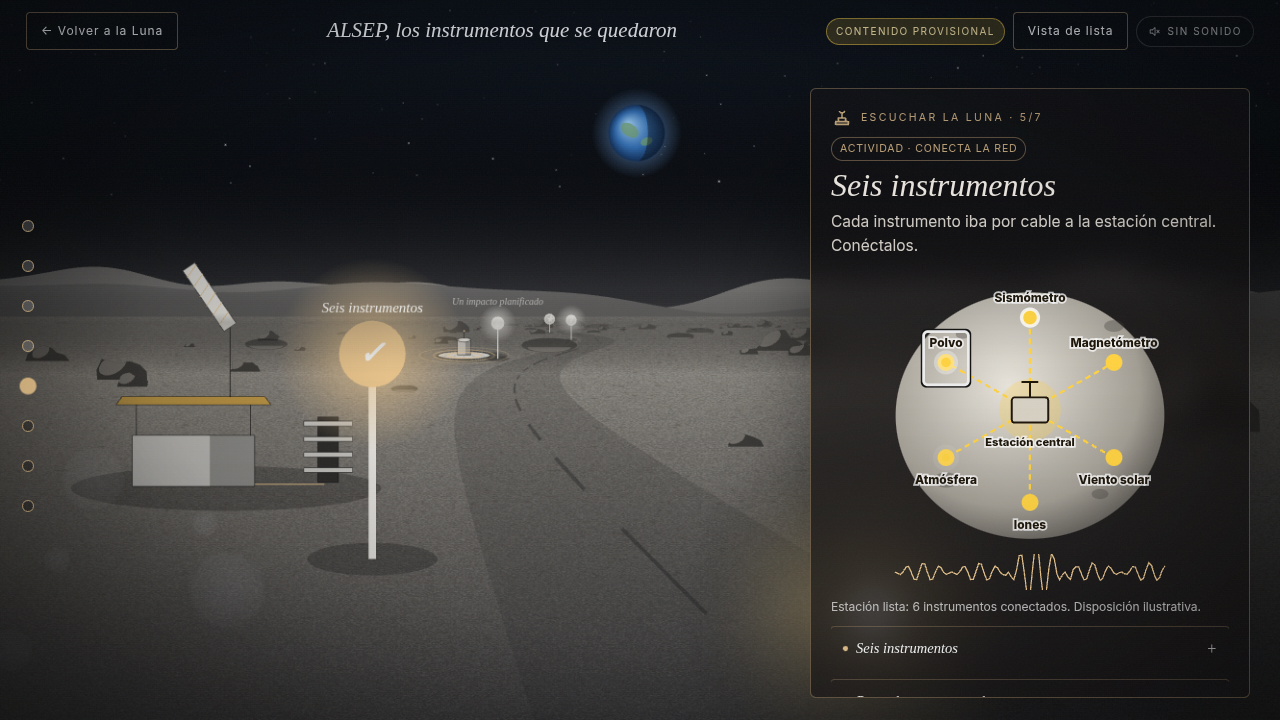 ← Volver a la Luna
ALSEP, los instrumentos que se quedaron
CONTENIDO PROVISIONAL
Vista de lista
SIN SONIDO
ESCUCHAR LA LUNA · 5/7
ACTIVIDAD · CONECTA LA RED
Seis instrumentos
Cada instrumento iba por cable a la estación central.
Conéctalos.
Sismómetro
Polvo
Magnetómetro
Estación central
Atmósfera
Viento solar
Iones
Estación lista: 6 instrumentos conectados. Disposición ilustrativa.
Seis instrumentos
+
Seis instrumentos
Un impacto planificado
✓